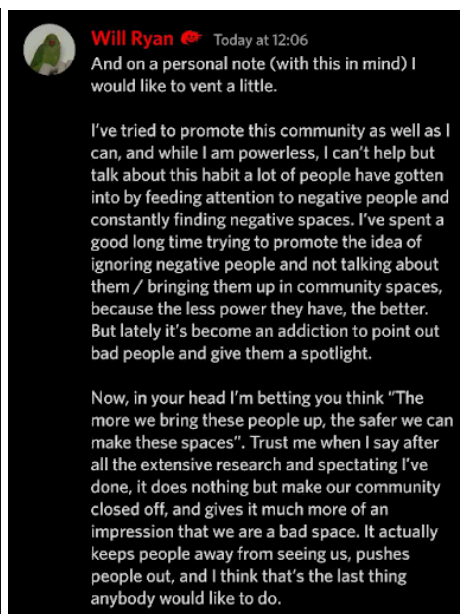 Will Ryan Today at 12:06
And on a personal note (with this in mind) I
would like to vent a little.
I've tried to promote this community as well as I
can, and while I am powerless, I can't help but
talk about this habit a lot of people have gotten
into by feeding attention to negative people and
constantly finding negative spaces. I've spent a
good long time trying to promote the idea of
ignoring negative people and not talking about
them / bringing them up in community spaces,
because the less power they have, the better.
But lately it's become an addiction to point out
bad people and give them a spotlight.
Now, in your head I'm betting you think “The
more we bring these people up, the safer we can
make these spaces”. Trust me when I say after
all the extensive research and spectating I've
done, it does nothing but make our community
closed off, and gives it much more of an
impression that we are a bad space. It actually
keeps people away from seeing us, pushes
people out, and I think that's the last thing
anybody would like to do.